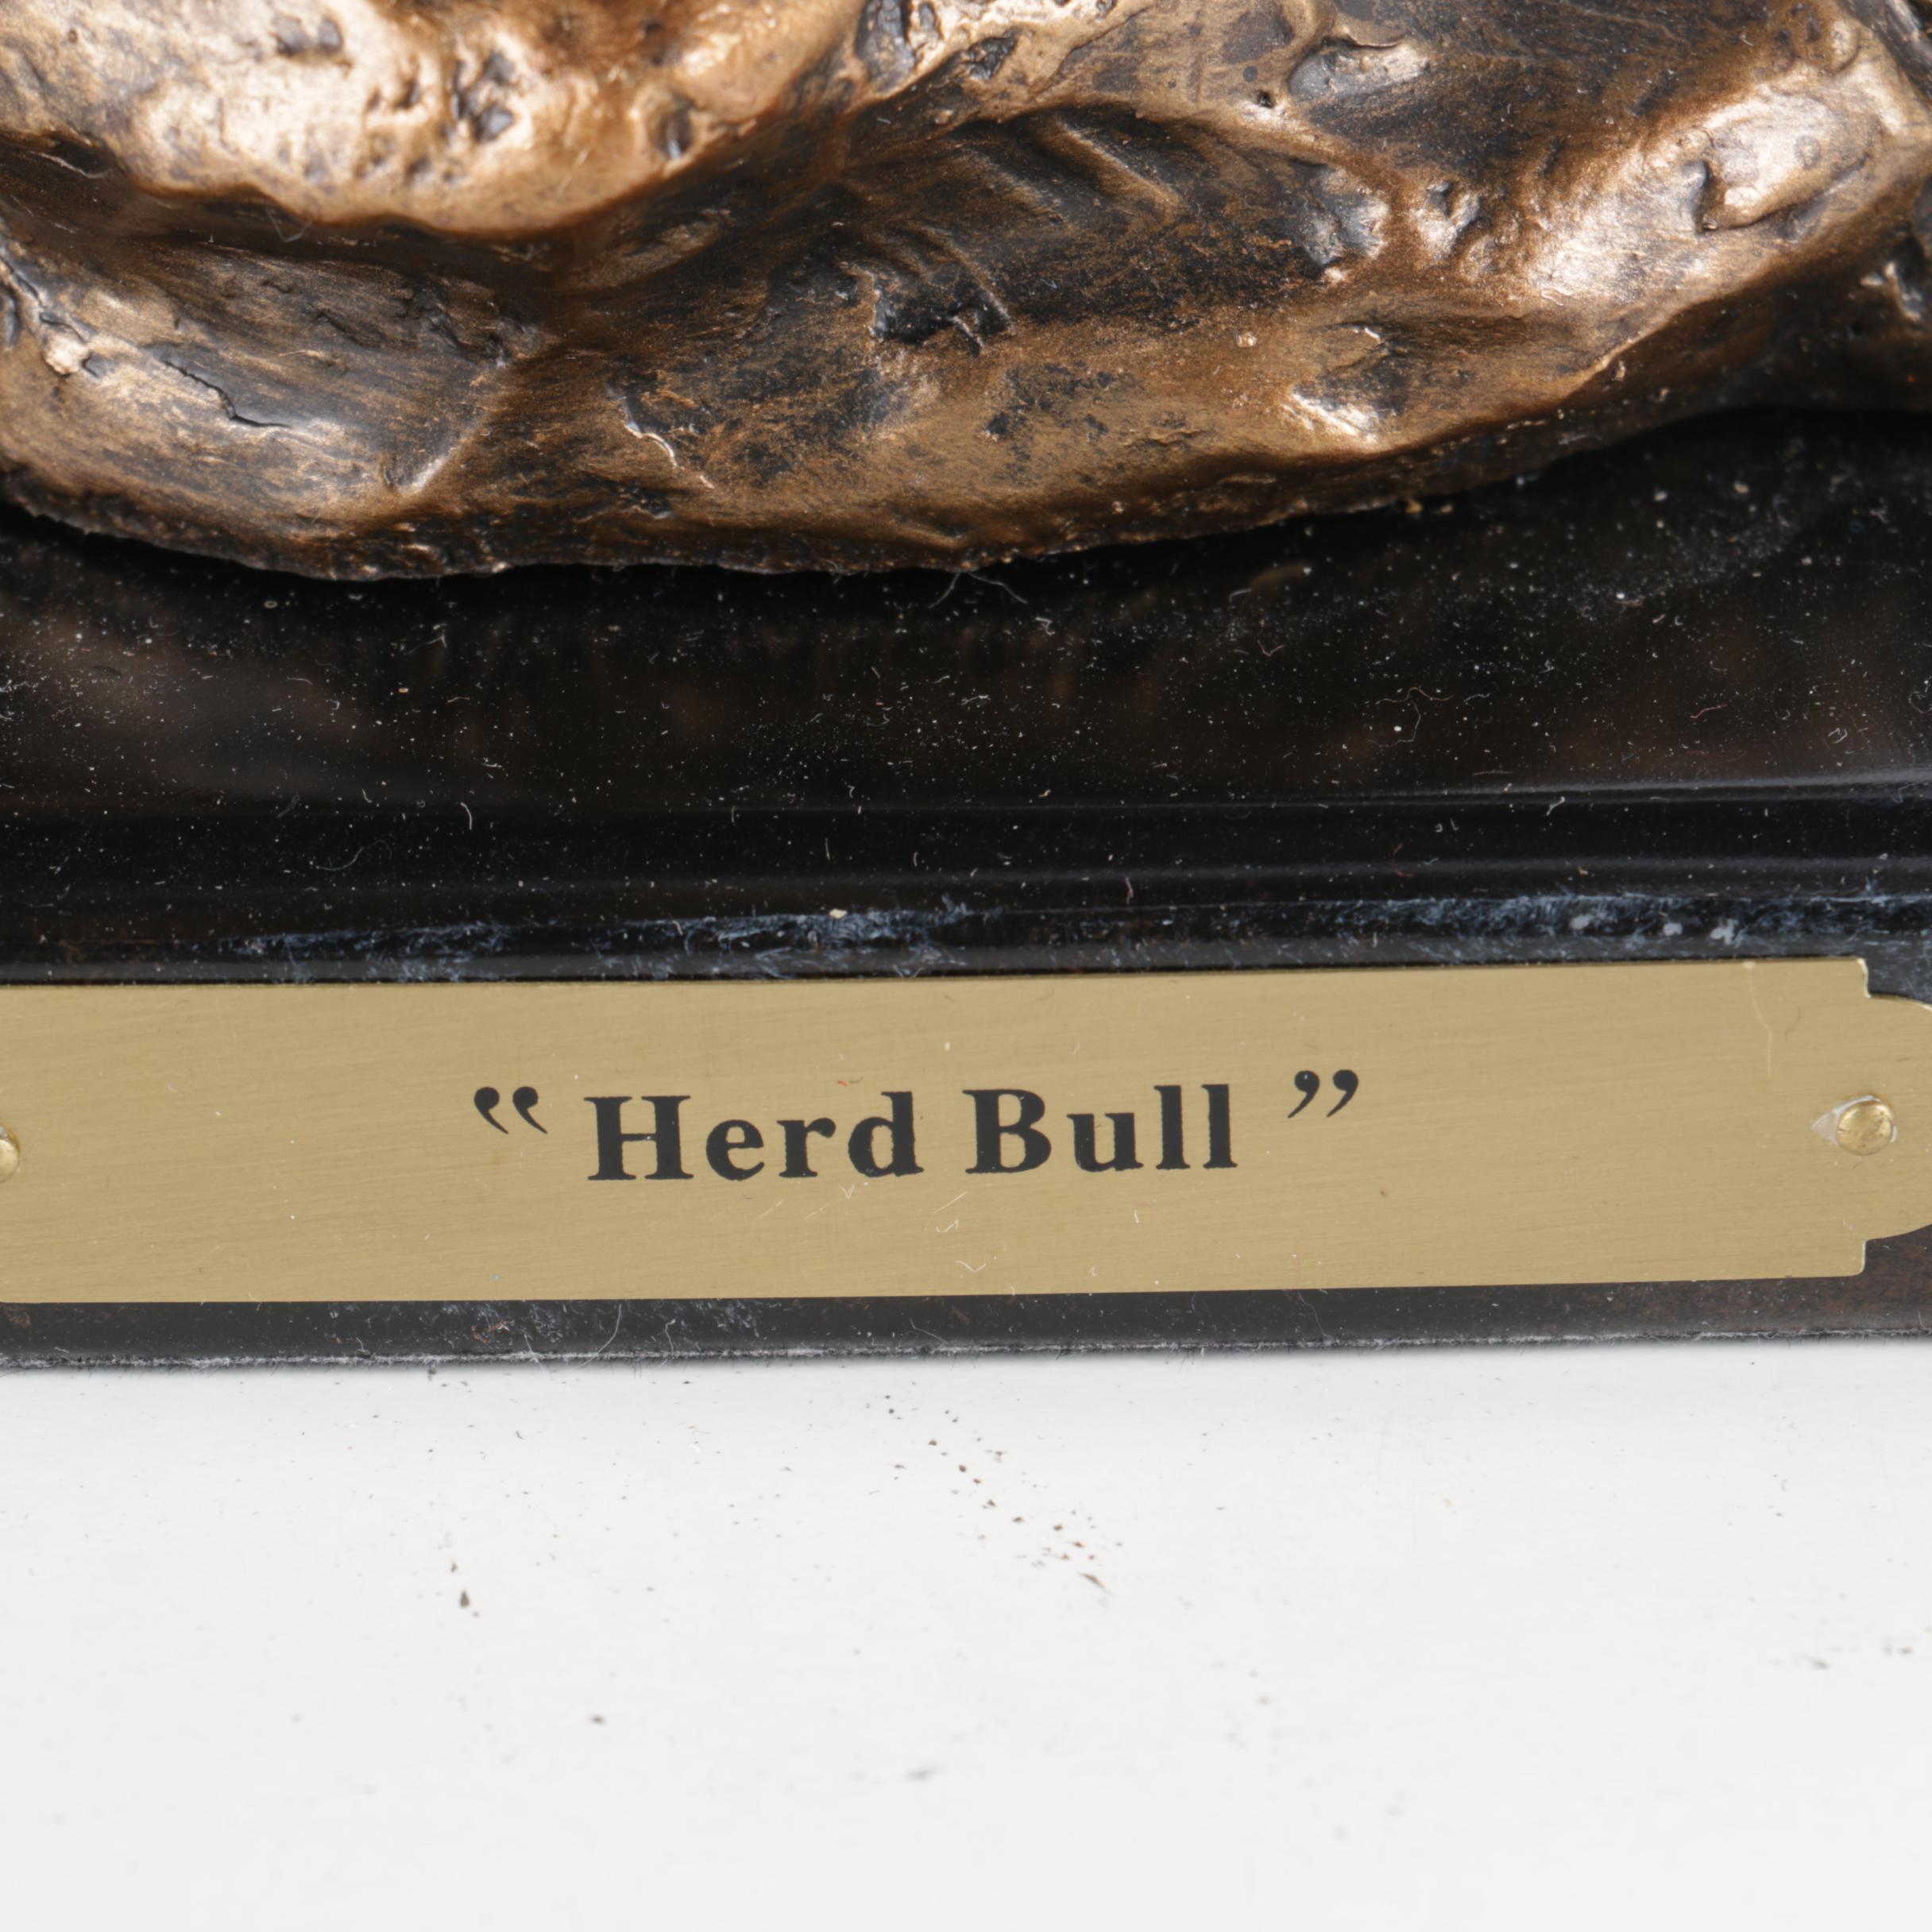 “ Herd Bull ”